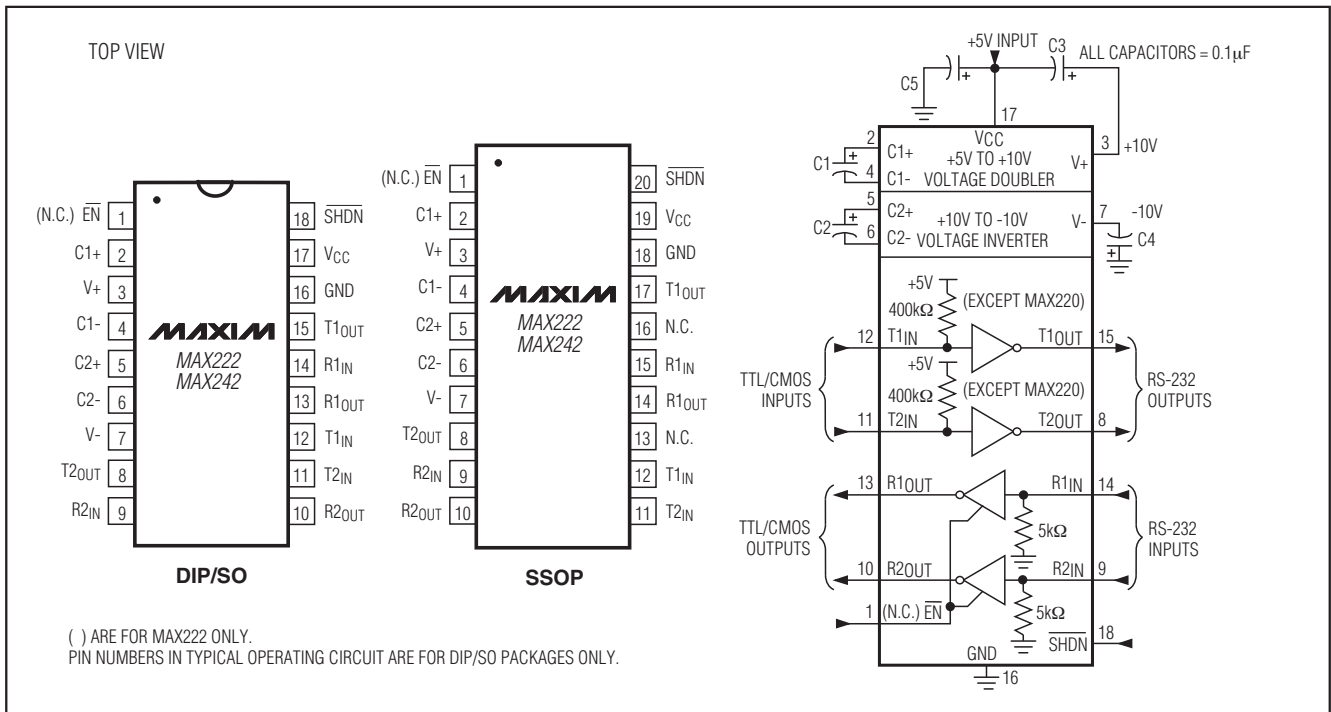 TOP VIEW
DIP/SO
(N.C.) E̅N̅ 1
C1+ 2
V+ 3
C1- 4
C2+ 5
C2- 6
V- 7
T2OUT 8
R2IN 9
18 S̅H̅D̅N̅
17 VCC
16 GND
15 T1OUT
14 R1IN
13 R1OUT
12 T1IN
11 T2IN
10 R2OUT
MAXIM
MAX222
MAX242
SSOP
(N.C.) E̅N̅ 1
C1+ 2
V+ 3
C1- 4
C2+ 5
C2- 6
V- 7
T2OUT 8
R2IN 9
R2OUT 10
20 S̅H̅D̅N̅
19 VCC
18 GND
17 T1OUT
16 N.C.
15 R1IN
14 R1OUT
13 N.C.
12 T1IN
11 T2IN
MAXIM
MAX222
MAX242
( ) ARE FOR MAX222 ONLY.
PIN NUMBERS IN TYPICAL OPERATING CIRCUIT ARE FOR DIP/SO PACKAGES ONLY.
+5V INPUT C3 ALL CAPACITORS = 0.1µF
C5 + +
17
VCC
2 C1+ +5V TO +10V V+ 3 +10V
C1 +
4 C1- VOLTAGE DOUBLER
5 C2+ +10V TO -10V V- 7 -10V
C2 +
6 C2- VOLTAGE INVERTER C4
+
+5V
400kΩ (EXCEPT MAX220)
12 T1IN T1OUT 15
+5V
TTL/CMOS INPUTS
400kΩ (EXCEPT MAX220)
RS-232 OUTPUTS
11 T2IN T2OUT 8
13 R1OUT R1IN 14
5kΩ
TTL/CMOS OUTPUTS
RS-232 INPUTS
10 R2OUT R2IN 9
5kΩ
1 (N.C.) E̅N̅
S̅H̅D̅N̅ 18
GND
16